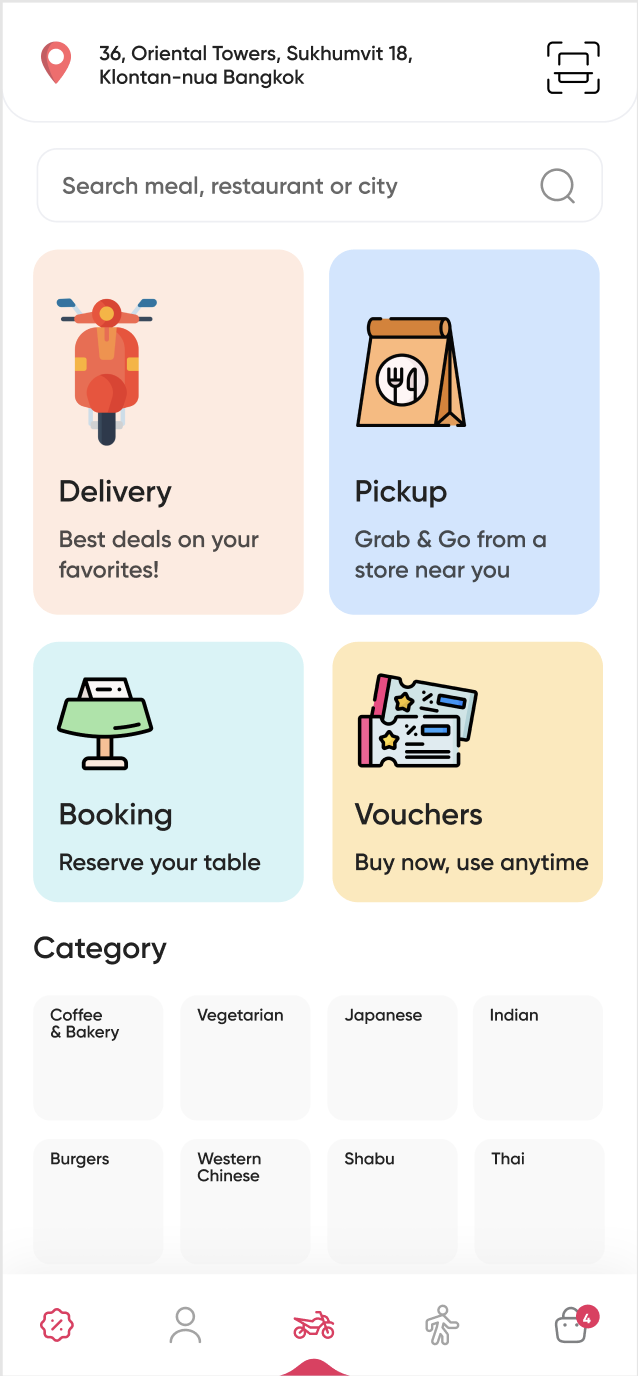 36, Oriental Towers, Sukhumvit 18,
Klontan-nua Bangkok
Search meal, restaurant or city
Delivery
Best deals on your
favorites!
Pickup
Grab & Go from a
store near you
Booking
Reserve your table
Vouchers
Buy now, use anytime
Category
Coffee
& Bakery
Vegetarian
Japanese
Indian
Burgers
Western
Chinese
Shabu
Thai
4